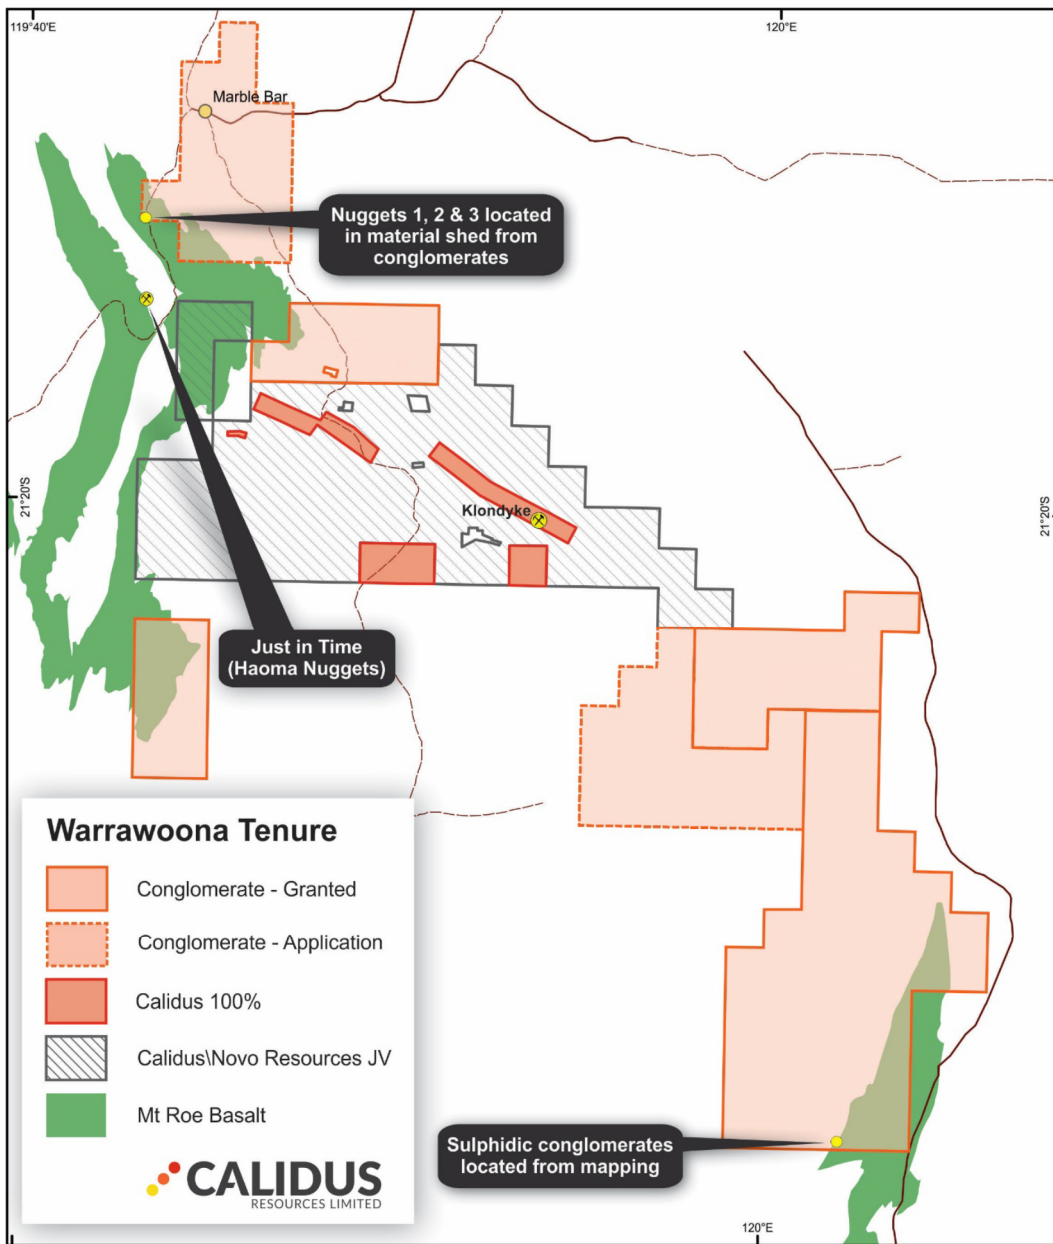 119°40'E
120°E
Marble Bar
Nuggets 1, 2 & 3 located
in material shed from
conglomerates
21°20'S
21°20'S
Klondyke
Just in Time
(Haoma Nuggets)
Warrawoona Tenure
Conglomerate - Granted
Conglomerate - Application
Calidus 100%
Calidus\Novo Resources JV
Mt Roe Basalt
CALIDUS
RESOURCES LIMITED
Sulphidic conglomerates
located from mapping
120°E